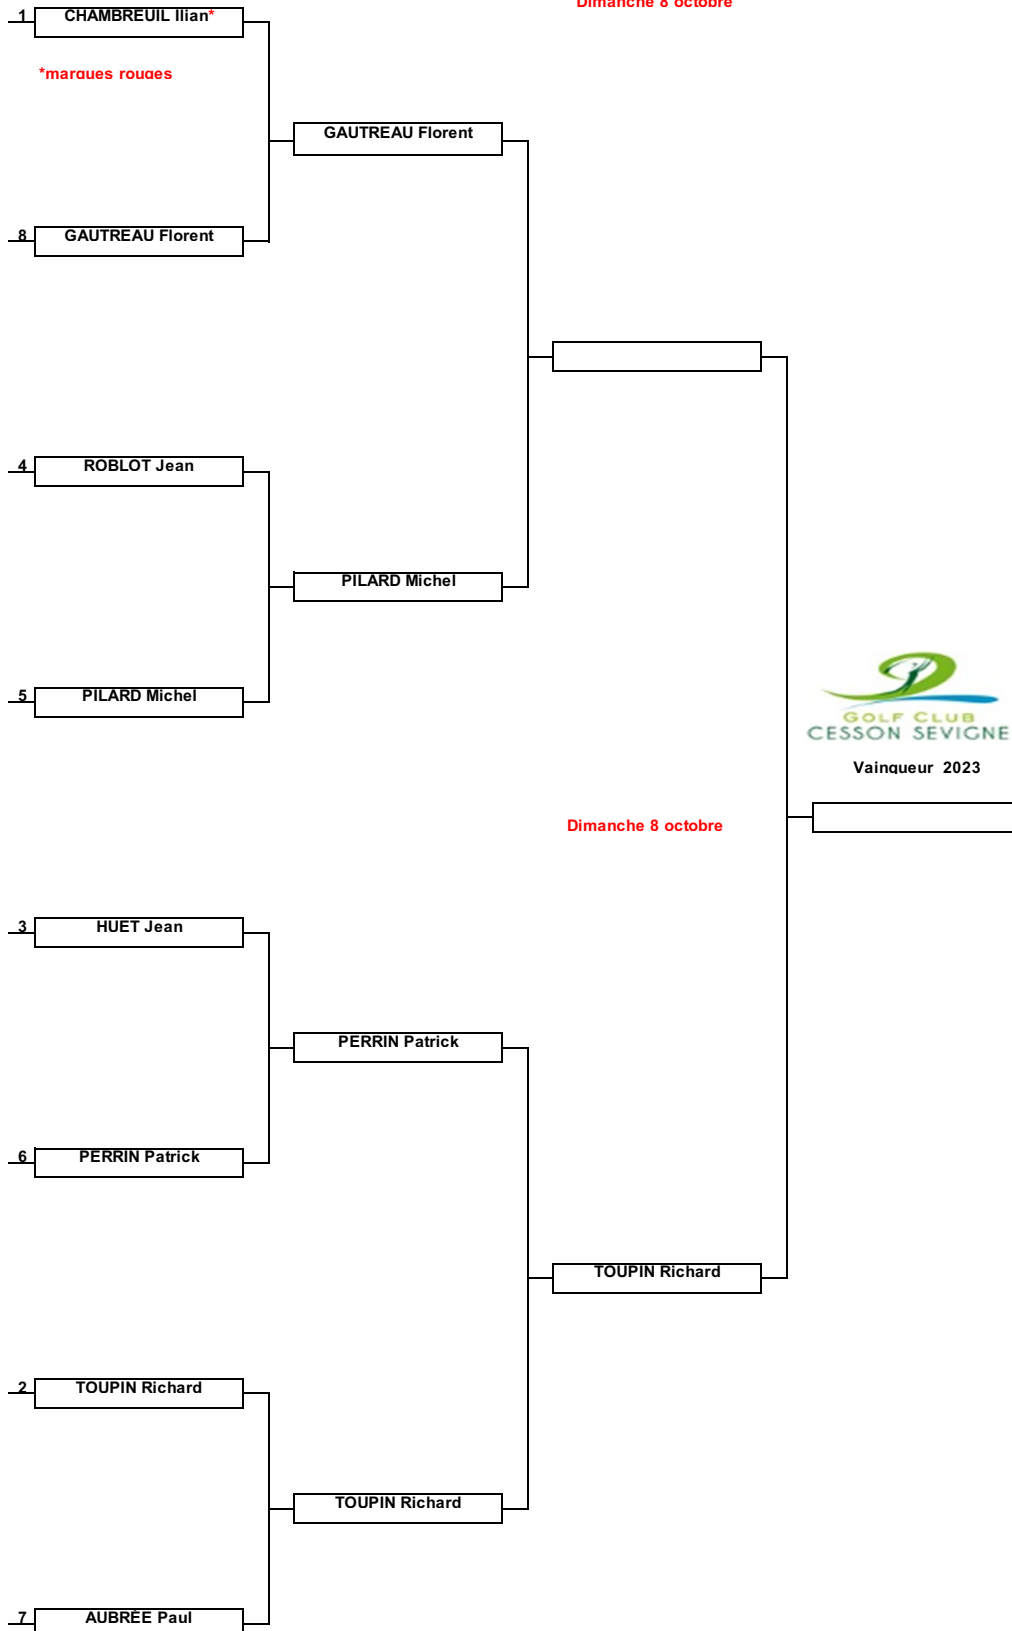 Dimanche 8 octobre
1 CHAMBREUIL Ilian*
*marques rouges
GAUTREAU Florent
8 GAUTREAU Florent
4 ROBLOT Jean
PILARD Michel
5 PILARD Michel
GOLF CLUB
CESSON SEVIGNE
Vainqueur 2023
Dimanche 8 octobre
3 HUET Jean
PERRIN Patrick
6 PERRIN Patrick
TOUPIN Richard
2 TOUPIN Richard
TOUPIN Richard
7 AUBRÉE Paul